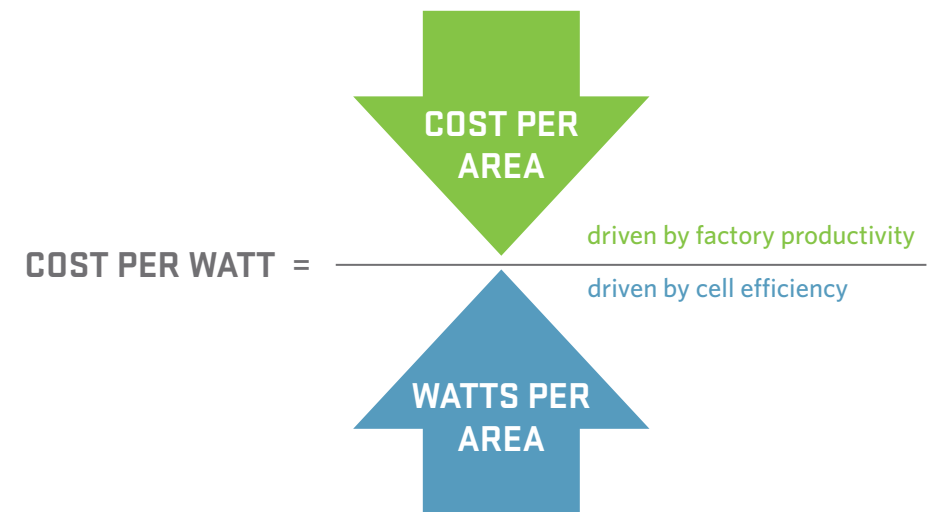 COST PER
AREA
driven by factory productivity
COST PER WATT =
driven by cell efficiency
WATTS PER
AREA